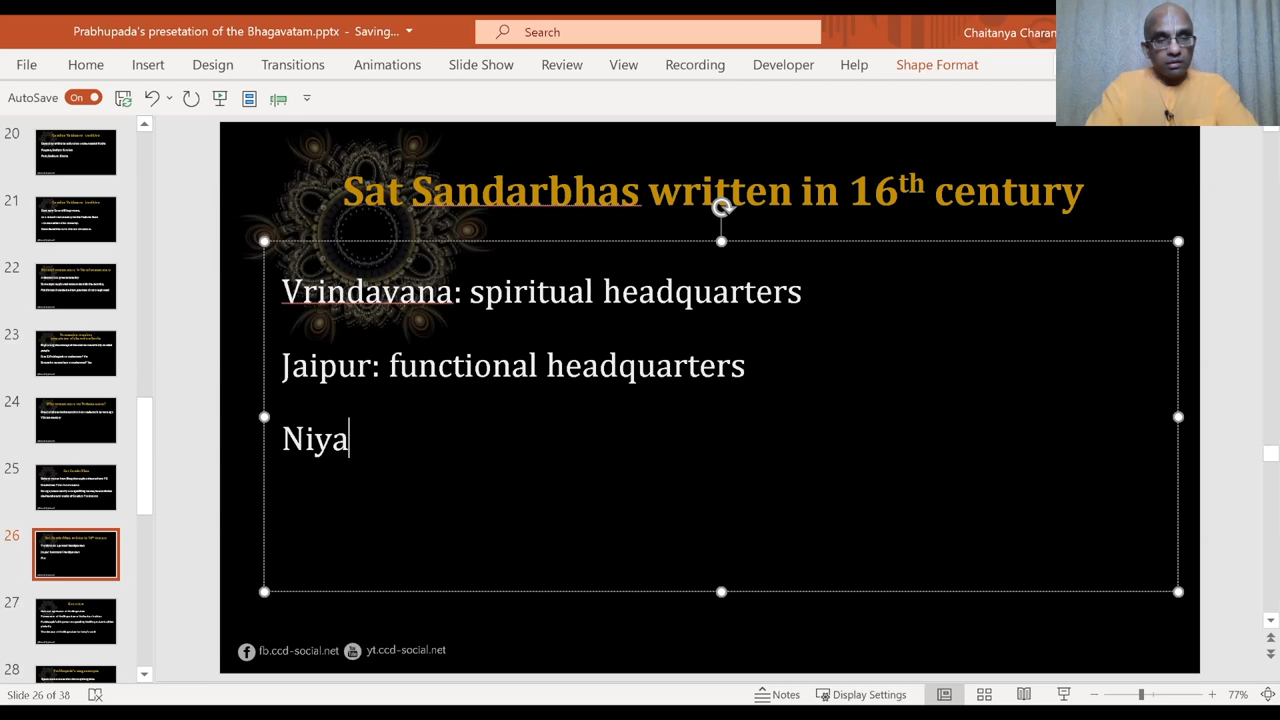 Prabhupada's presetation of the Bhagavatam.pptx - Saving...
Search
Chaitanya Charan
File Home Insert Design Transitions Animations Slide Show Review View Recording Developer Help Shape Format
AutoSave On
20
21
22
23
24
25
26
27
28
Sat Sandarbhas written in 16th century
Vrindavana: spiritual headquarters
Jaipur: functional headquarters
Niya
fb.ccd-social.net yt.ccd-social.net
Slide 26 of 38 Notes Display Settings 77%